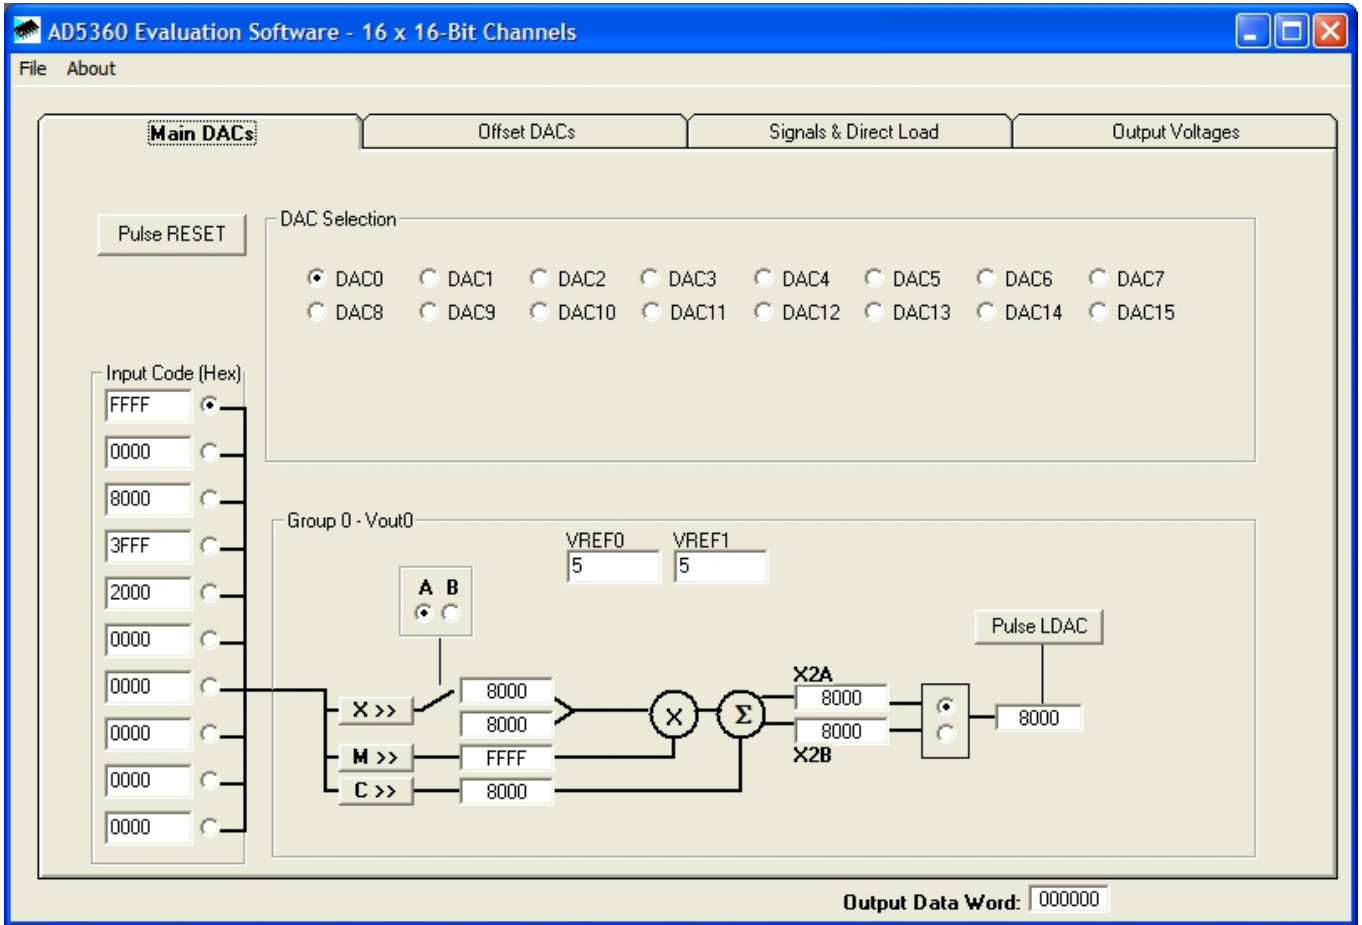 AD5360 Evaluation Software - 16 x 16-Bit Channels
File About
Main DACs Offset DACs Signals & Direct Load Output Voltages
Pulse RESET
DAC Selection
DAC0 DAC1 DAC2 DAC3 DAC4 DAC5 DAC6 DAC7
DAC8 DAC9 DAC10 DAC11 DAC12 DAC13 DAC14 DAC15
Input Code (Hex)
FFFF
0000
8000
3FFF
2000
0000
0000
0000
0000
0000
Group 0 - Vout0
VREF0 VREF1
5 5
A B
Pulse LDAC
X >>
8000
8000
M >>
FFFF
C >>
8000
X
Σ
X2A
8000
8000
X2B
8000
Output Data Word: 000000